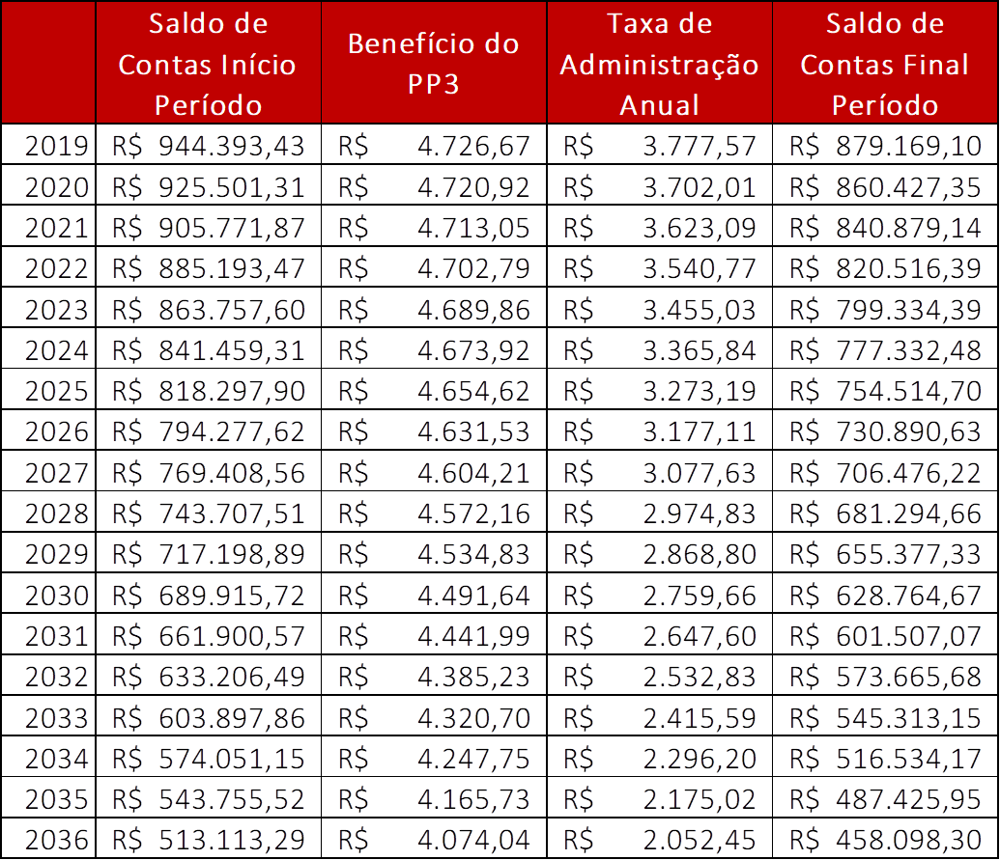 Saldo de Contas Início Período | Benefício do PP3 | Taxa de Administração Anual | Saldo de Contas Final Período
2019 R$ 944.393,43 R$ 4.726,67 R$ 3.777,57 R$ 879.169,10
2020 R$ 925.501,31 R$ 4.720,92 R$ 3.702,01 R$ 860.427,35
2021 R$ 905.771,87 R$ 4.713,05 R$ 3.623,09 R$ 840.879,14
2022 R$ 885.193,47 R$ 4.702,79 R$ 3.540,77 R$ 820.516,39
2023 R$ 863.757,60 R$ 4.689,86 R$ 3.455,03 R$ 799.334,39
2024 R$ 841.459,31 R$ 4.673,92 R$ 3.365,84 R$ 777.332,48
2025 R$ 818.297,90 R$ 4.654,62 R$ 3.273,19 R$ 754.514,70
2026 R$ 794.277,62 R$ 4.631,53 R$ 3.177,11 R$ 730.890,63
2027 R$ 769.408,56 R$ 4.604,21 R$ 3.077,63 R$ 706.476,22
2028 R$ 743.707,51 R$ 4.572,16 R$ 2.974,83 R$ 681.294,66
2029 R$ 717.198,89 R$ 4.534,83 R$ 2.868,80 R$ 655.377,33
2030 R$ 689.915,72 R$ 4.491,64 R$ 2.759,66 R$ 628.764,67
2031 R$ 661.900,57 R$ 4.441,99 R$ 2.647,60 R$ 601.507,07
2032 R$ 633.206,49 R$ 4.385,23 R$ 2.532,83 R$ 573.665,68
2033 R$ 603.897,86 R$ 4.320,70 R$ 2.415,59 R$ 545.313,15
2034 R$ 574.051,15 R$ 4.247,75 R$ 2.296,20 R$ 516.534,17
2035 R$ 543.755,52 R$ 4.165,73 R$ 2.175,02 R$ 487.425,95
2036 R$ 513.113,29 R$ 4.074,04 R$ 2.052,45 R$ 458.098,30